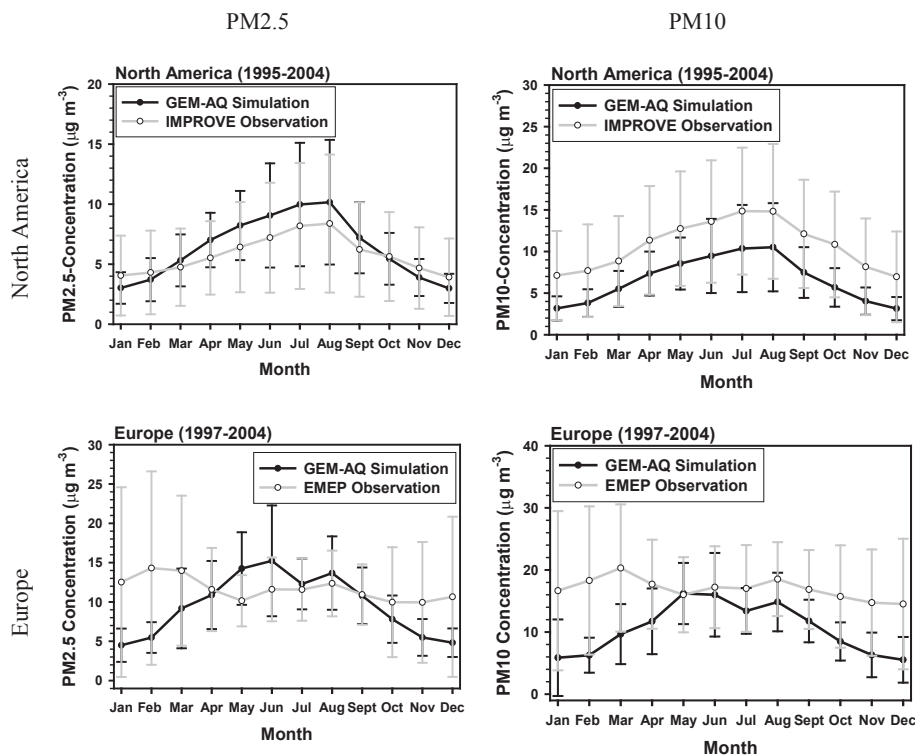 PM2.5
PM10
North America
North America (1995-2004)
GEM-AQ Simulation
IMPROVE Observation
PM2.5-Concentration (µg m⁻³)
20
15
10
5
0
Jan Feb Mar Apr May Jun Jul Aug Sept Oct Nov Dec
Month
North America (1995-2004)
GEM-AQ Simulation
IMPROVE Observation
PM10-Concentration (µg m⁻³)
30
25
20
15
10
5
0
Jan Feb Mar Apr May Jun Jul Aug Sept Oct Nov Dec
Month
Europe
Europe (1997-2004)
GEM-AQ Simulation
EMEP Observation
PM2.5 Concentration (µg m⁻³)
30
25
20
15
10
5
0
Jan Feb Mar Apr May Jun Jul Aug Sept Oct Nov Dec
Month
Europe (1997-2004)
GEM-AQ Simulation
EMEP Observation
PM10 Concentration (µg m⁻³)
40
30
20
10
0
Jan Feb Mar Apr May Jun Jul Aug Sept Oct Nov Dec
Month